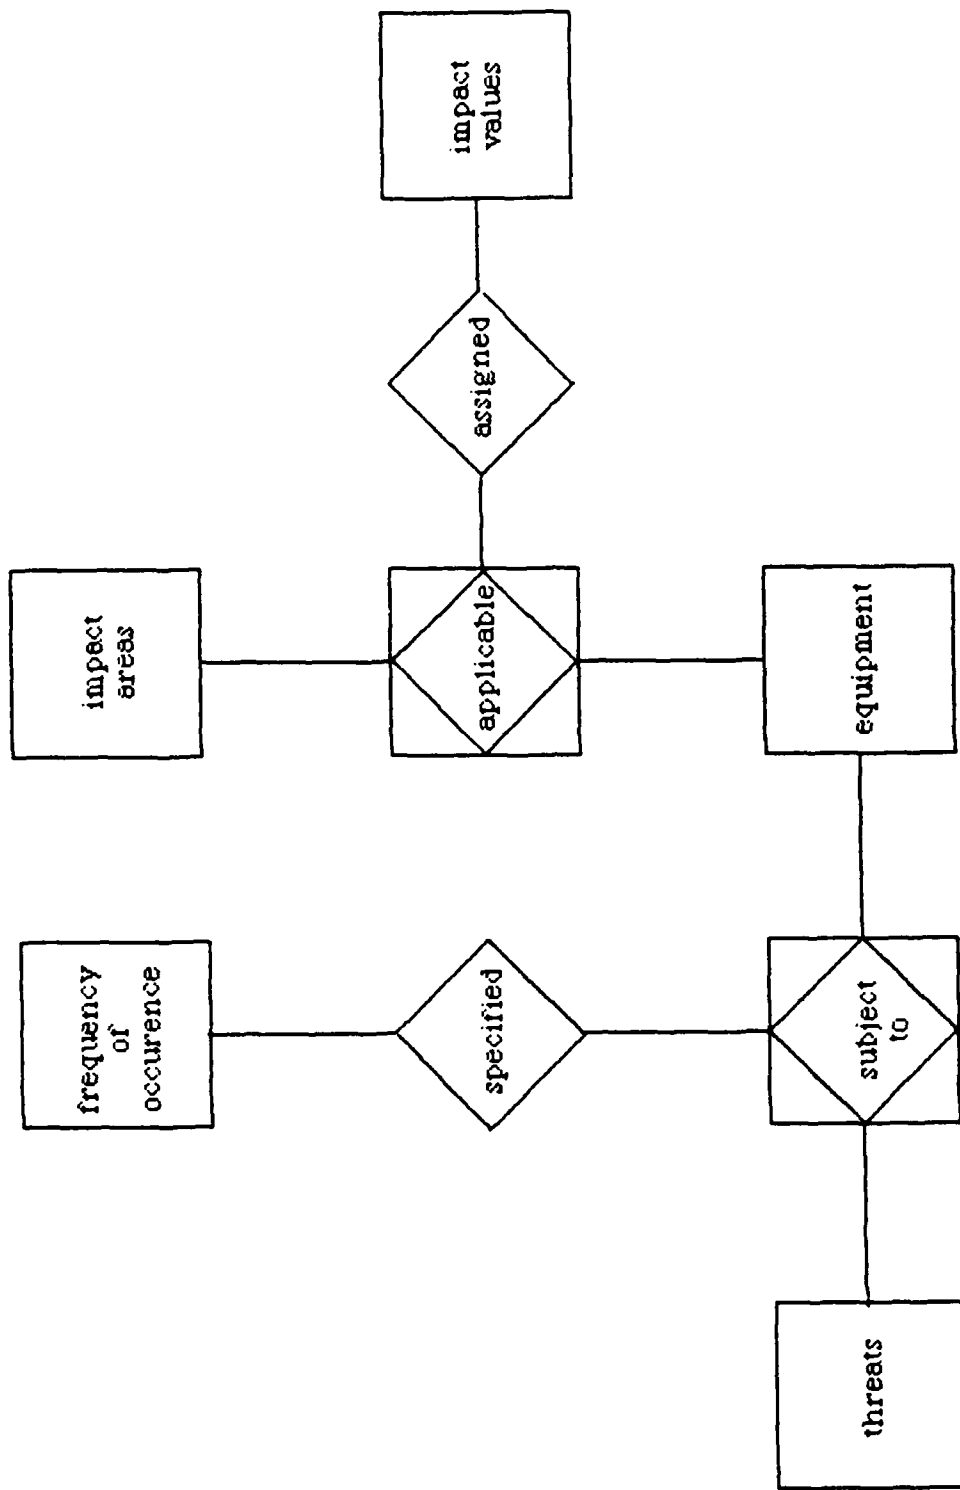 frequency
of
occurence
impact
areas
specified
applicable
assigned
impact
values
threats
subject
to
equipment